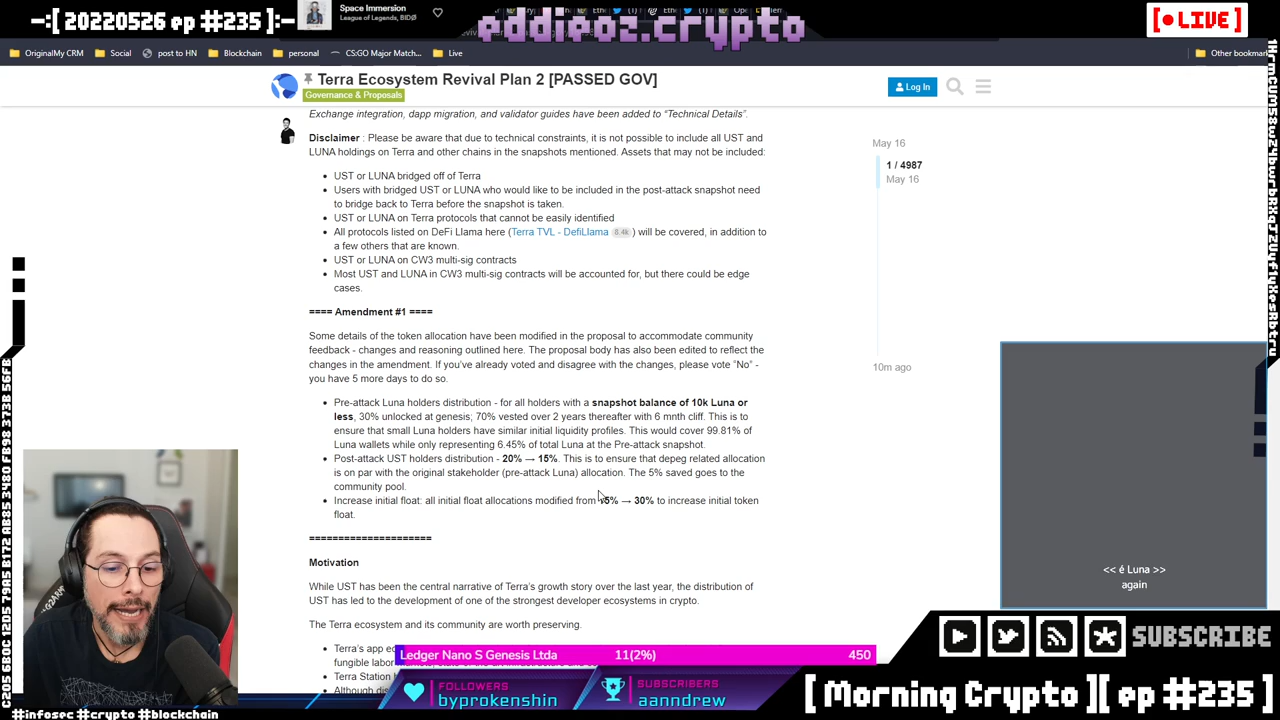 -:[ 20220526 ep #235]:-
Space Immersion
League of Legends, BIDØ
oddiaoz.crypto
[● LIVE]
OriginalMy CRM
Social
post to HN
Blockchain
personal
CS:GO Major Match...
Live
Other bookmar
Terra Ecosystem Revival Plan 2 [PASSED GOV]
Governance & Proposals
Log In
Exchange integration, dapp migration, and validator guides have been added to “Technical Details”.
Disclaimer : Please be aware that due to technical constraints, it is not possible to include all UST and
LUNA holdings on Terra and other chains in the snapshots mentioned. Assets that may not be included:
UST or LUNA bridged off of Terra
Users with bridged UST or LUNA who would like to be included in the post-attack snapshot need
to bridge back to Terra before the snapshot is taken.
UST or LUNA on Terra protocols that cannot be easily identified
All protocols listed on DeFi Llama here (Terra TVL - DefiLlama 8.4k ) will be covered, in addition to
a few others that are known.
UST or LUNA on CW3 multi-sig contracts
Most UST and LUNA in CW3 multi-sig contracts will be accounted for, but there could be edge
cases.
==== Amendment #1 ====
Some details of the token allocation have been modified in the proposal to accommodate community
feedback - changes and reasoning outlined here. The proposal body has also been edited to reflect the
changes in the amendment. If you’ve already voted and disagree with the changes, please vote “No” -
you have 5 more days to do so.
Pre-attack Luna holders distribution - for all holders with a snapshot balance of 10k Luna or
less, 30% unlocked at genesis; 70% vested over 2 years thereafter with 6 mnth cliff. This is to
ensure that small Luna holders have similar initial liquidity profiles. This would cover 99.81% of
Luna wallets while only representing 6.45% of total Luna at the Pre-attack snapshot.
Post-attack UST holders distribution - 20% → 15%. This is to ensure that depeg related allocation
is on par with the original stakeholder (pre-attack Luna) allocation. The 5% saved goes to the
community pool.
Increase initial float: all initial float allocations modified from 5% → 30% to increase initial token
float.
====================
Motivation
While UST has been the central narrative of Terra’s growth story over the last year, the distribution of
UST has led to the development of one of the strongest developer ecosystems in crypto.
The Terra ecosystem and its community are worth preserving.
Terra’s app
fungible labor
Terra Station
Although
May 16
1 / 4987
May 16
10m ago
<< é Luna >>
again
Ledger Nano S Genesis Ltda 11(2%) 450
FOLLOWERS
byprokenshin
SUBSCRIBERS
aanndrew
SUBSCRIBE
[ Morning Crypto ][ ep #235 ]
#infosec #crypto #blockchain